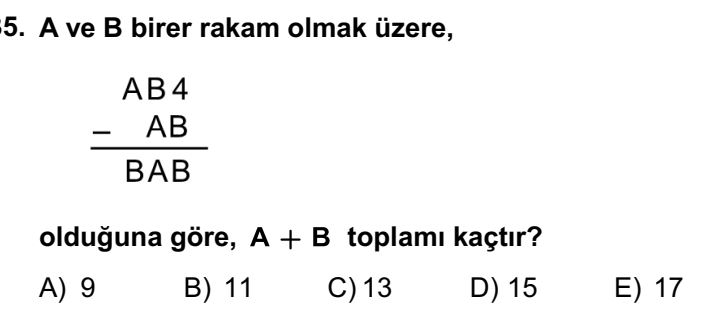 35. A ve B birer rakam olmak üzere,
AB4
– AB
BAB
olduğuna göre, A + B toplamı kaçtır?
A) 9 B) 11 C) 13 D) 15 E) 17